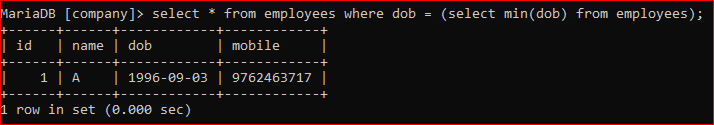 MariaDB [company]> select * from employees where dob = (select min(dob) from employees);
+------+------+------------+------------+
| id   | name | dob        | mobile     |
+------+------+------------+------------+
|    1 | A    | 1996-09-03 | 9762463717 |
+------+------+------------+------------+
1 row in set (0.000 sec)